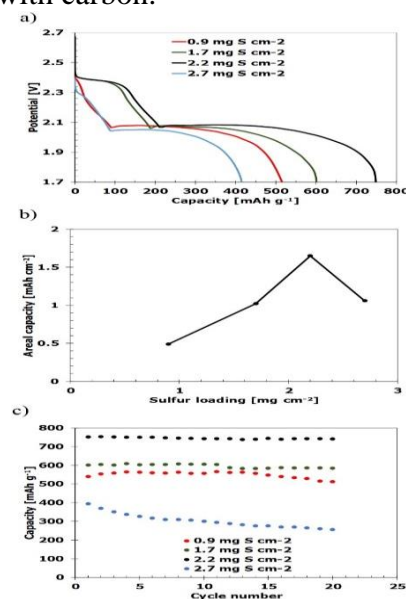 with carbon.
a)
2.7
2.5
2.3
2.1
1.9
1.7
Potential [V]
0.9 mg S cm-2
1.7 mg S cm-2
2.2 mg S cm-2
2.7 mg S cm-2
0 100 200 300 400 500 600 700 800
Capacity [mAh g⁻¹]
b)
2
1.5
1
0.5
0
Areal capacity [mAh cm⁻²]
0 1 2 3
Sulfur loading [mg cm⁻²]
c)
800
700
600
500
400
300
200
100
0
Capacity [mAh g⁻¹]
0.9 mg S cm-2
1.7 mg S cm-2
2.2 mg S cm-2
2.7 mg S cm-2
0 5 10 15 20 25
Cycle number